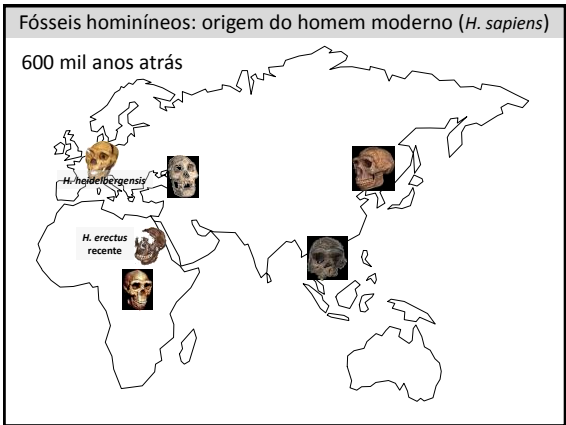 Fósseis hominíneos: origem do homem moderno (H. sapiens)
600 mil anos atrás
H. heidelbergensis
H. erectus
recente